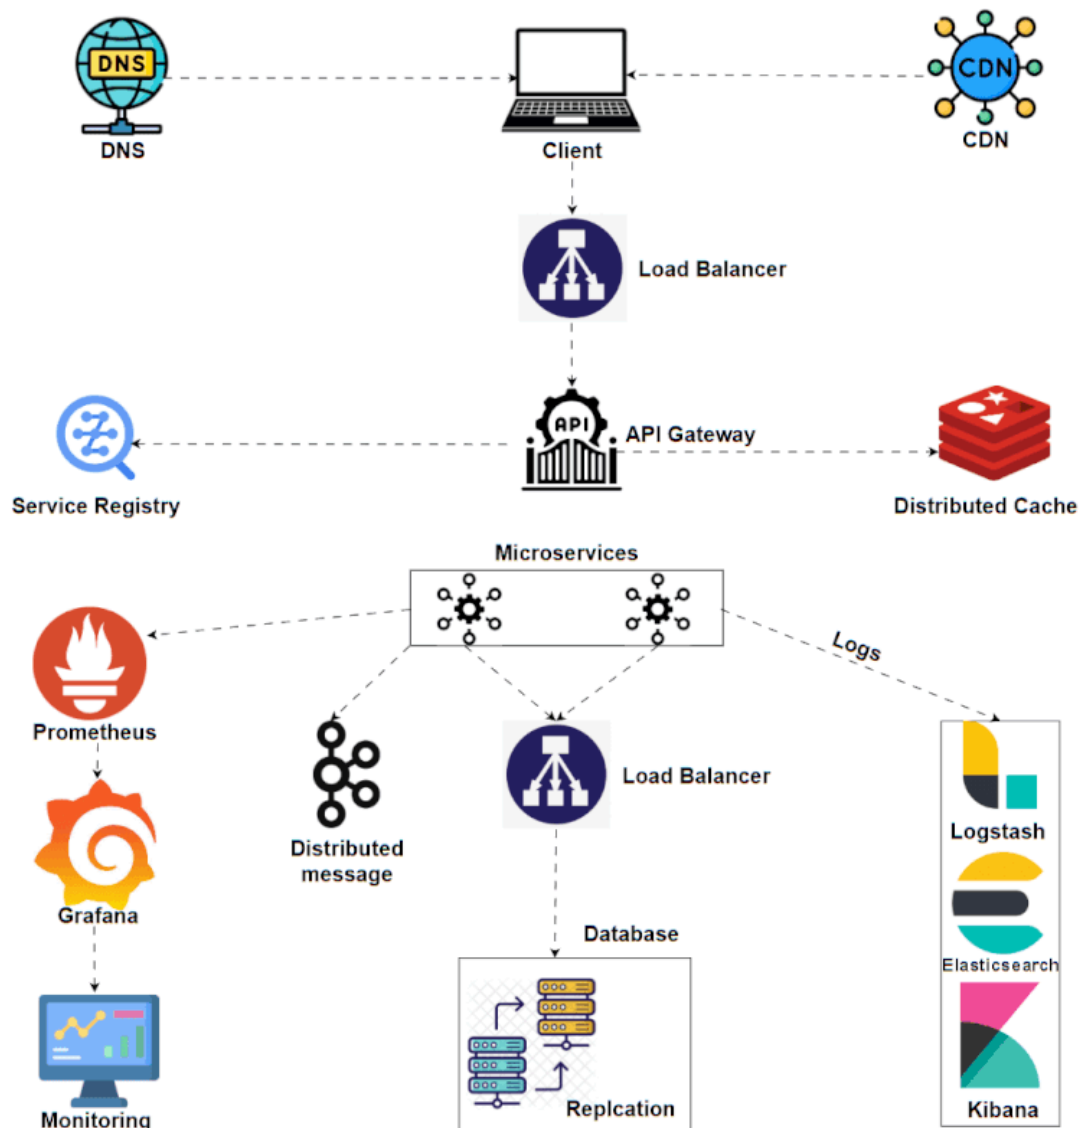 DNS
CDN
DNS
Client
CDN
Load Balancer
API
API Gateway
Service Registry
Distributed Cache
Microservices
Logs
Prometheus
Load Balancer
Logstash
Distributed
message
Grafana
Database
Elasticsearch
Replcation
Kibana
Monitoring